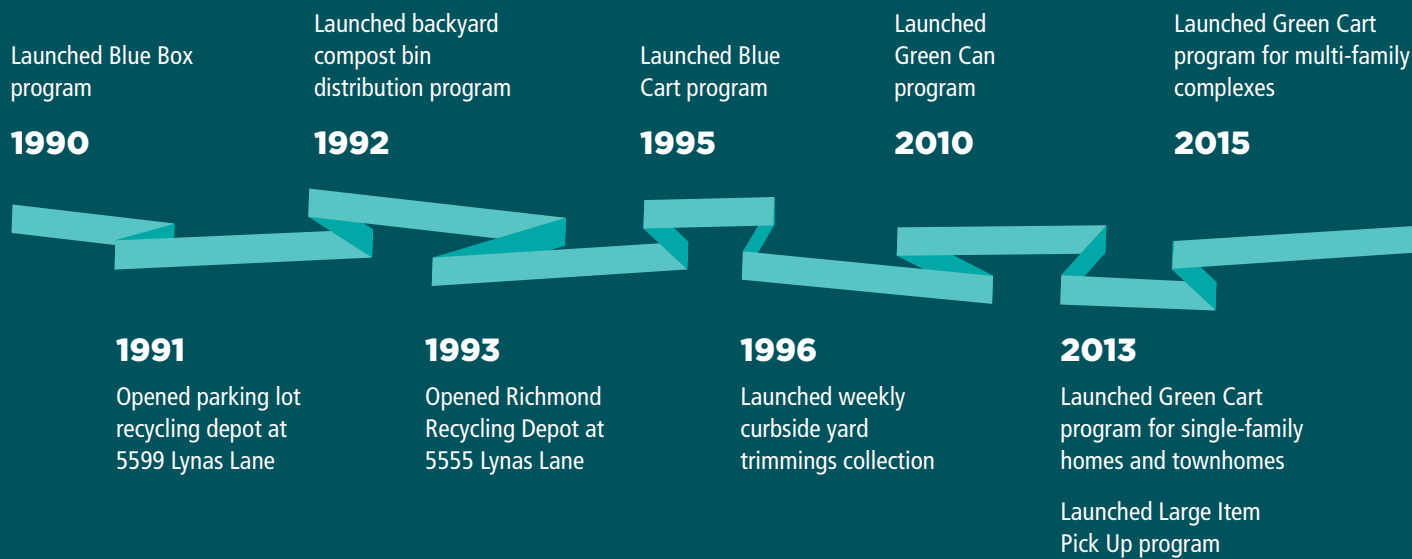 Launched Blue Box
program
1990
Launched backyard
compost bin
distribution program
1992
Launched Blue
Cart program
1995
Launched
Green Can
program
2010
Launched Green Cart
program for multi-family
complexes
2015
1991
Opened parking lot
recycling depot at
5599 Lynas Lane
1993
Opened Richmond
Recycling Depot at
5555 Lynas Lane
1996
Launched weekly
curbside yard
trimmings collection
2013
Launched Green Cart
program for single-family
homes and townhomes
Launched Large Item
Pick Up program